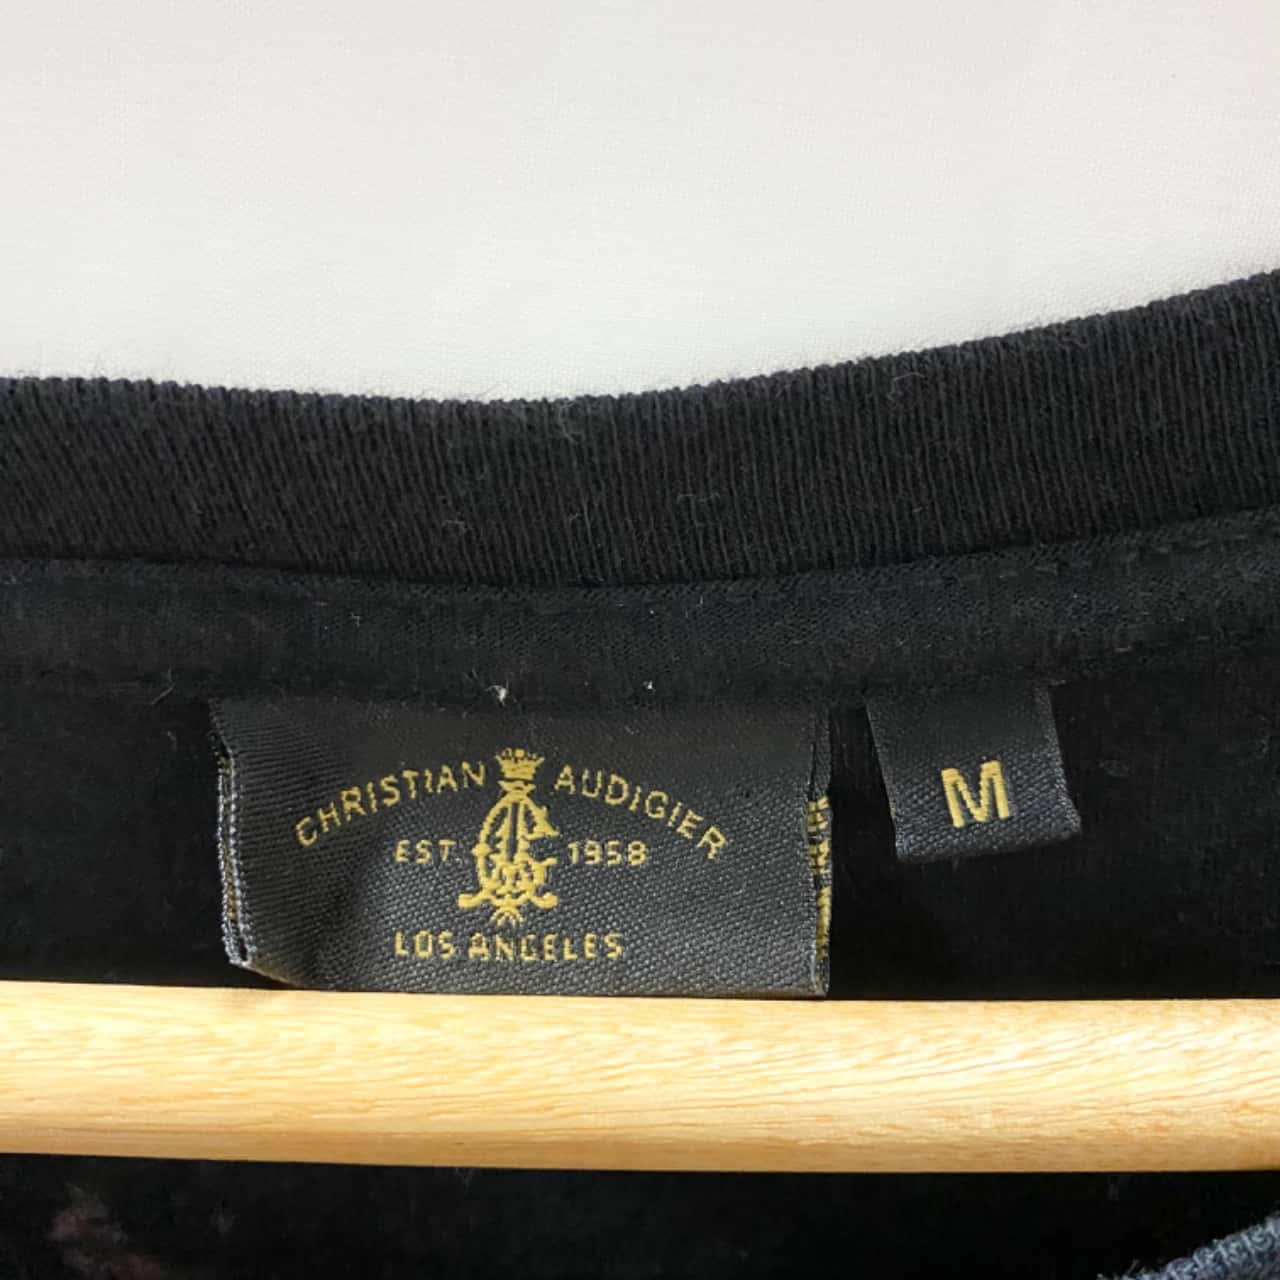 CHRISTIAN AUDIGIER
EST. 1958
LOS ANGELES
M